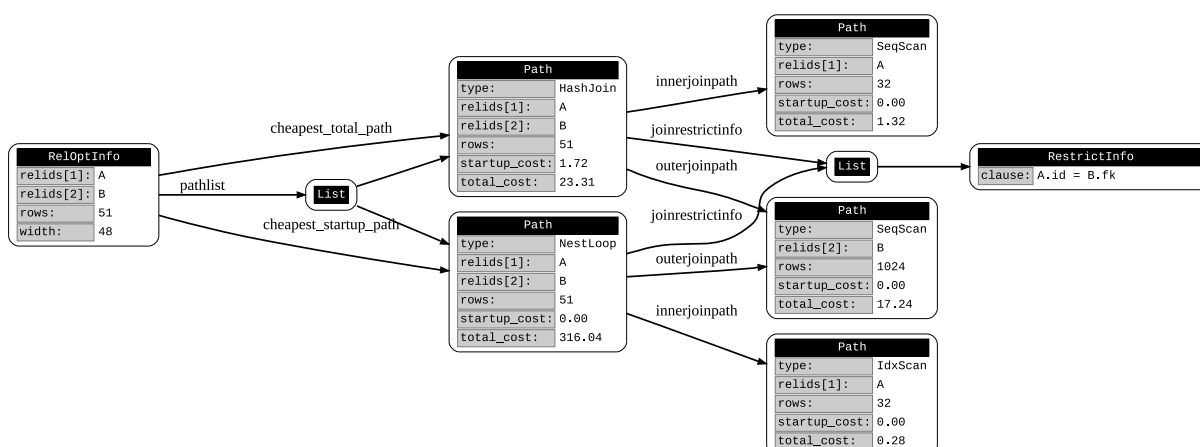 RelOptInfo
relids[1]: A
relids[2]: B
rows: 51
width: 48
cheapest_total_path
pathlist
cheapest_startup_path
List
Path
type: HashJoin
relids[1]: A
relids[2]: B
rows: 51
startup_cost: 1.72
total_cost: 23.31
Path
type: NestLoop
relids[1]: A
relids[2]: B
rows: 51
startup_cost: 0.00
total_cost: 316.04
innerjoinpath
joinrestrictinfo
outerjoinpath
joinrestrictinfo
outerjoinpath
innerjoinpath
Path
type: SeqScan
relids[1]: A
rows: 32
startup_cost: 0.00
total_cost: 1.32
List
Path
type: SeqScan
relids[2]: B
rows: 1024
startup_cost: 0.00
total_cost: 17.24
Path
type: IdxScan
relids[1]: A
rows: 32
startup_cost: 0.00
total_cost: 0.28
RestrictInfo
clause: A.id = B.fk